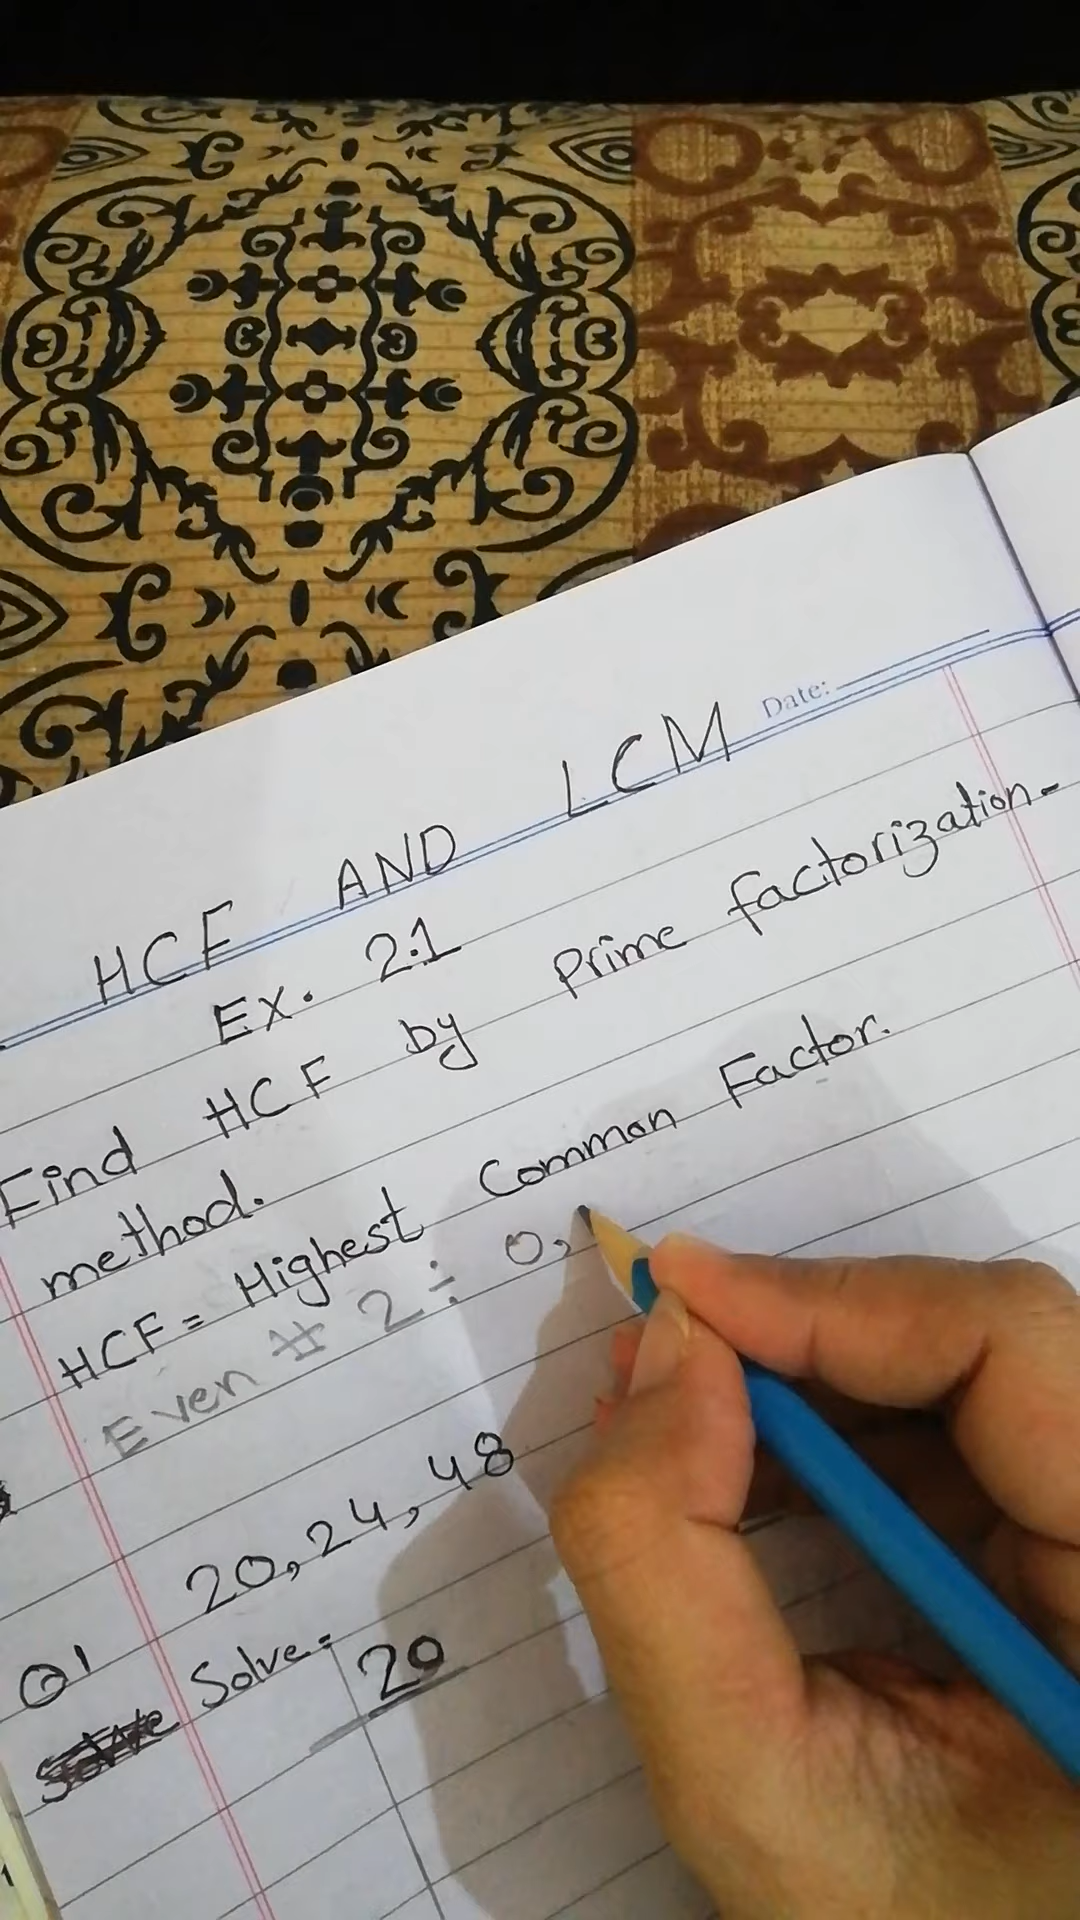 Date:
HCF AND LCM
EX. 2.1
Find HCF by Prime factorization-
method.
HCF = Highest Common Factor.
Even # 2 ÷ 0,
Q1 20, 24, 48
Solve:- 20